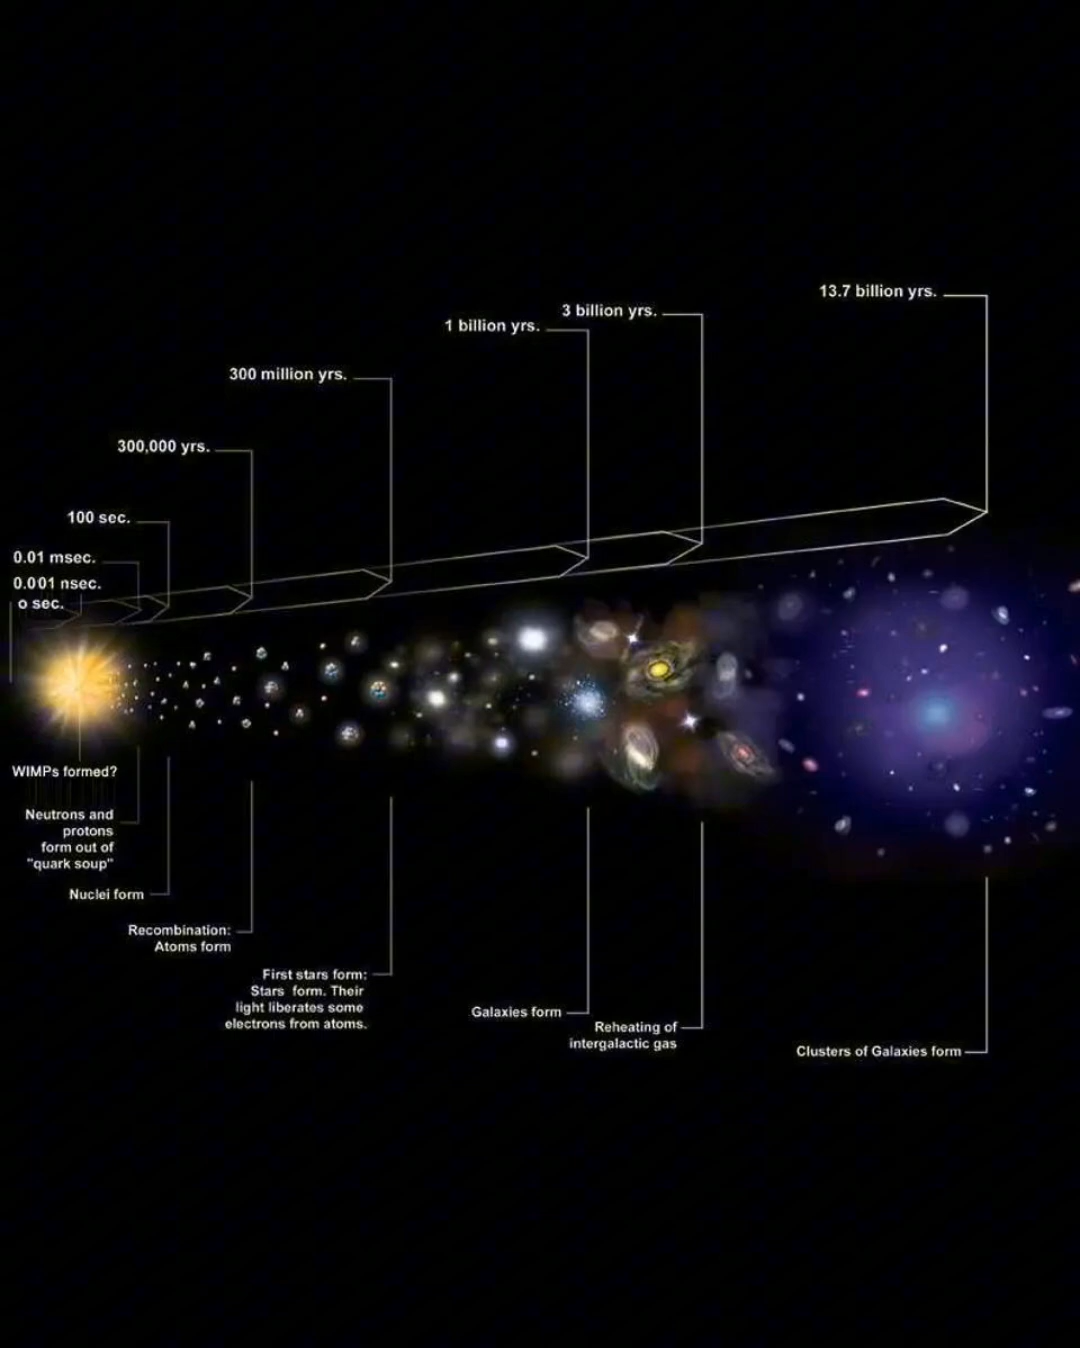 13.7 billion yrs.
3 billion yrs.
1 billion yrs.
300 million yrs.
300,000 yrs.
100 sec.
0.01 msec.
0.001 nsec.
o sec.
WIMPs formed?
Neutrons and
protons
form out of
"quark soup"
Nuclei form
Recombination:
Atoms form
First stars form:
Stars form. Their
light liberates some
electrons from atoms.
Galaxies form
Reheating of
intergalactic gas
Clusters of Galaxies form